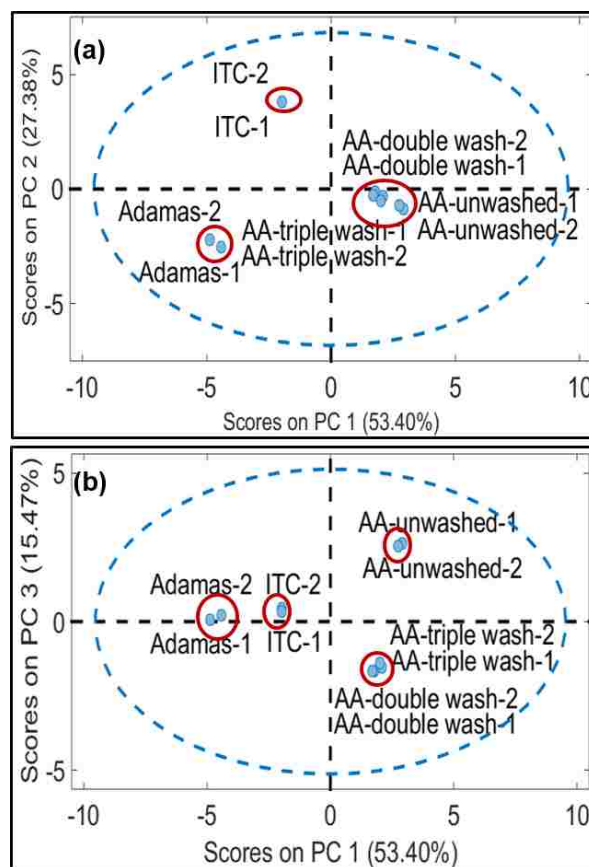 (a)
5
0
-5
Scores on PC 2 (27.38%)
ITC-2
ITC-1
AA-double wash-2
AA-double wash-1
AA-unwashed-1
AA-unwashed-2
Adamas-2
Adamas-1
AA-triple wash-1
AA-triple wash-2
-10 -5 0 5 10
Scores on PC 1 (53.40%)
(b)
5
0
-5
Scores on PC 3 (15.47%)
AA-unwashed-1
AA-unwashed-2
Adamas-2
ITC-2
Adamas-1
ITC-1
AA-triple wash-2
AA-triple wash-1
AA-double wash-2
AA-double wash-1
-10 -5 0 5 10
Scores on PC 1 (53.40%)